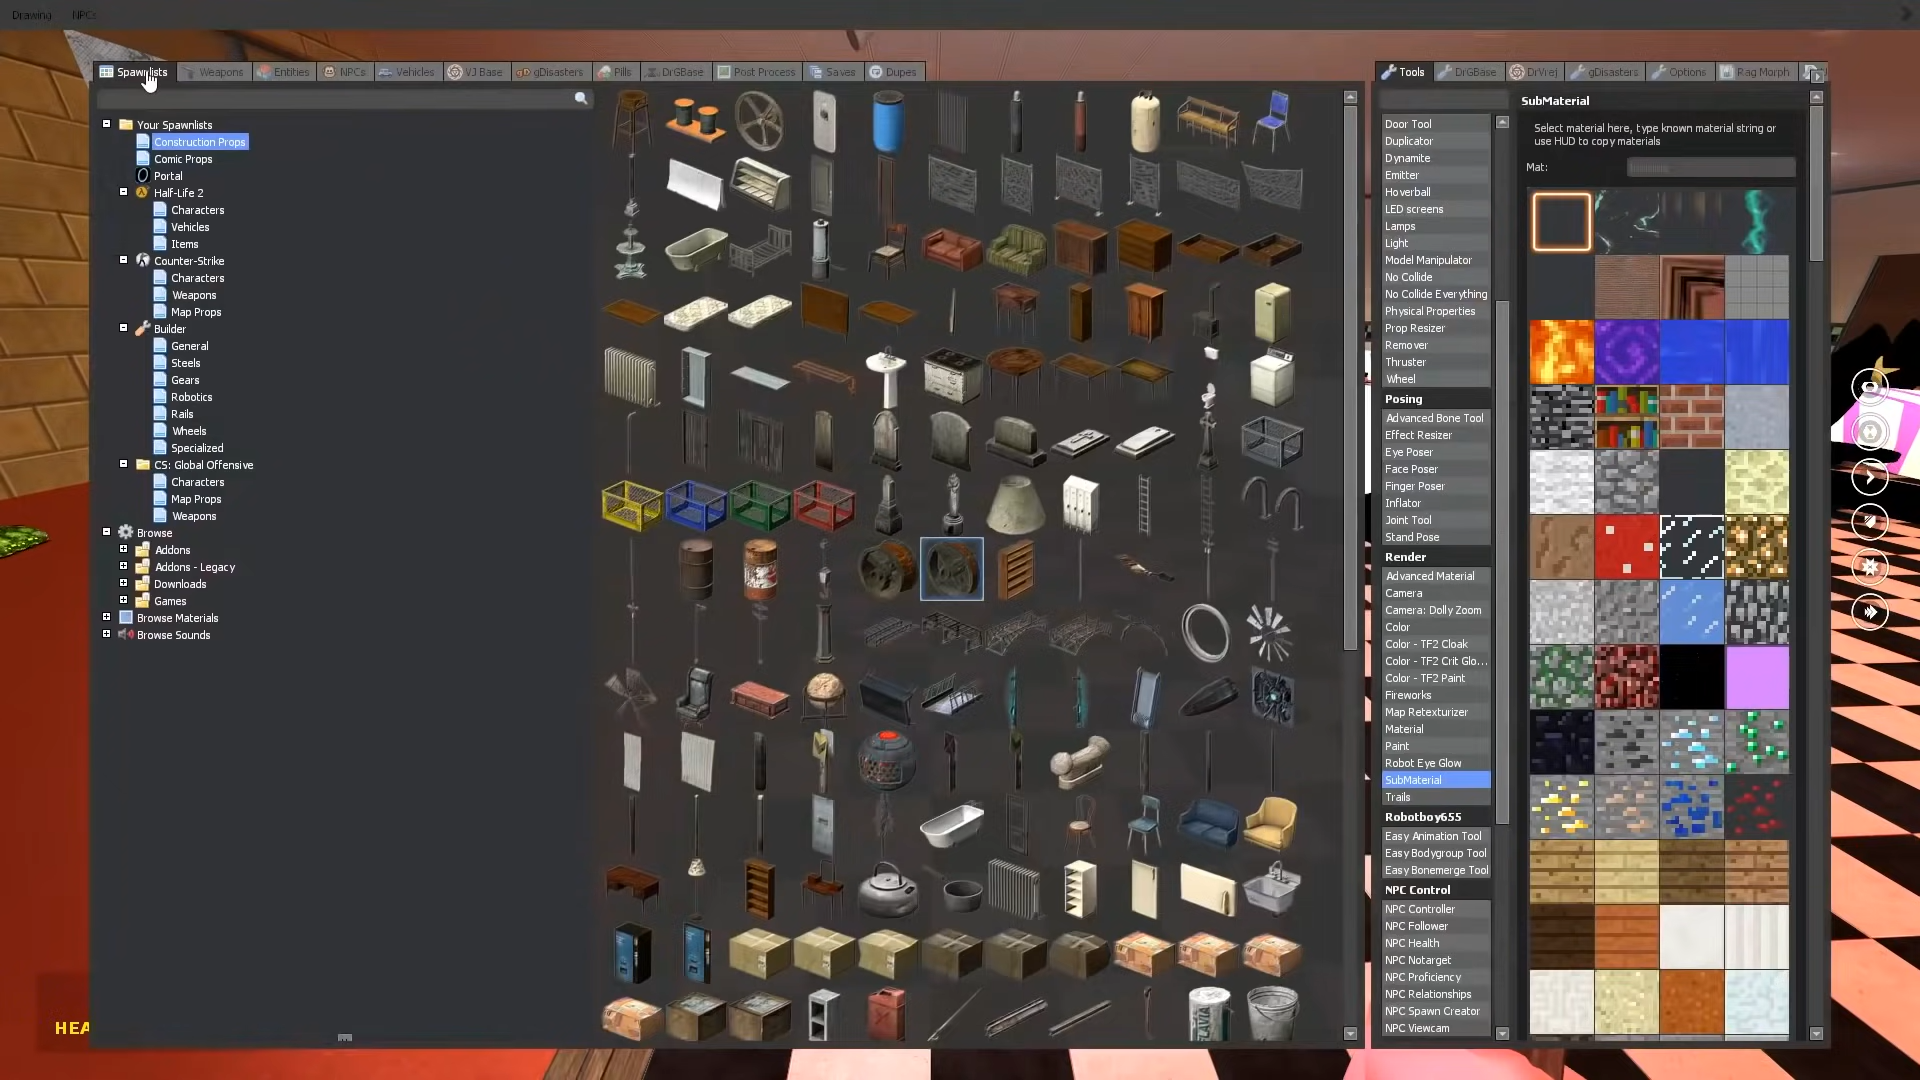 Drawing NPCs
Spawnlists Weapons Entities NPCs Vehicles VJ Base gDisasters Pills DrGBase Post Process Saves Dupes
Your Spawnlists
Construction Props
Comic Props
Portal
Half-Life 2
Characters
Vehicles
Items
Counter-Strike
Characters
Weapons
Map Props
Builder
General
Steels
Gears
Robotics
Rails
Wheels
Specialized
CS: Global Offensive
Characters
Map Props
Weapons
Browse
Addons
Addons - Legacy
Downloads
Games
Browse Materials
Browse Sounds
HEA
Tools DrGBase DrVrej gDisasters Options Rag Morph
Door Tool
Duplicator
Dynamite
Emitter
Hoverball
LED screens
Lamps
Light
Model Manipulator
No Collide
No Collide Everything
Physical Properties
Prop Resizer
Remover
Thruster
Wheel
Posing
Advanced Bone Tool
Effect Resizer
Eye Poser
Face Poser
Finger Poser
Inflator
Joint Tool
Stand Pose
Render
Advanced Material
Camera
Camera: Dolly Zoom
Color
Color - TF2 Cloak
Color - TF2 Crit Glo...
Color - TF2 Paint
Fireworks
Map Retexturizer
Material
Paint
Robot Eye Glow
SubMaterial
Trails
Robotboy655
Easy Animation Tool
Easy Bodygroup Tool
Easy Bonemerge Tool
NPC Control
NPC Controller
NPC Follower
NPC Health
NPC Notarget
NPC Proficiency
NPC Relationships
NPC Spawn Creator
NPC Viewcam
SubMaterial
Select material here, type known material string or
use HUD to copy materials
Mat: